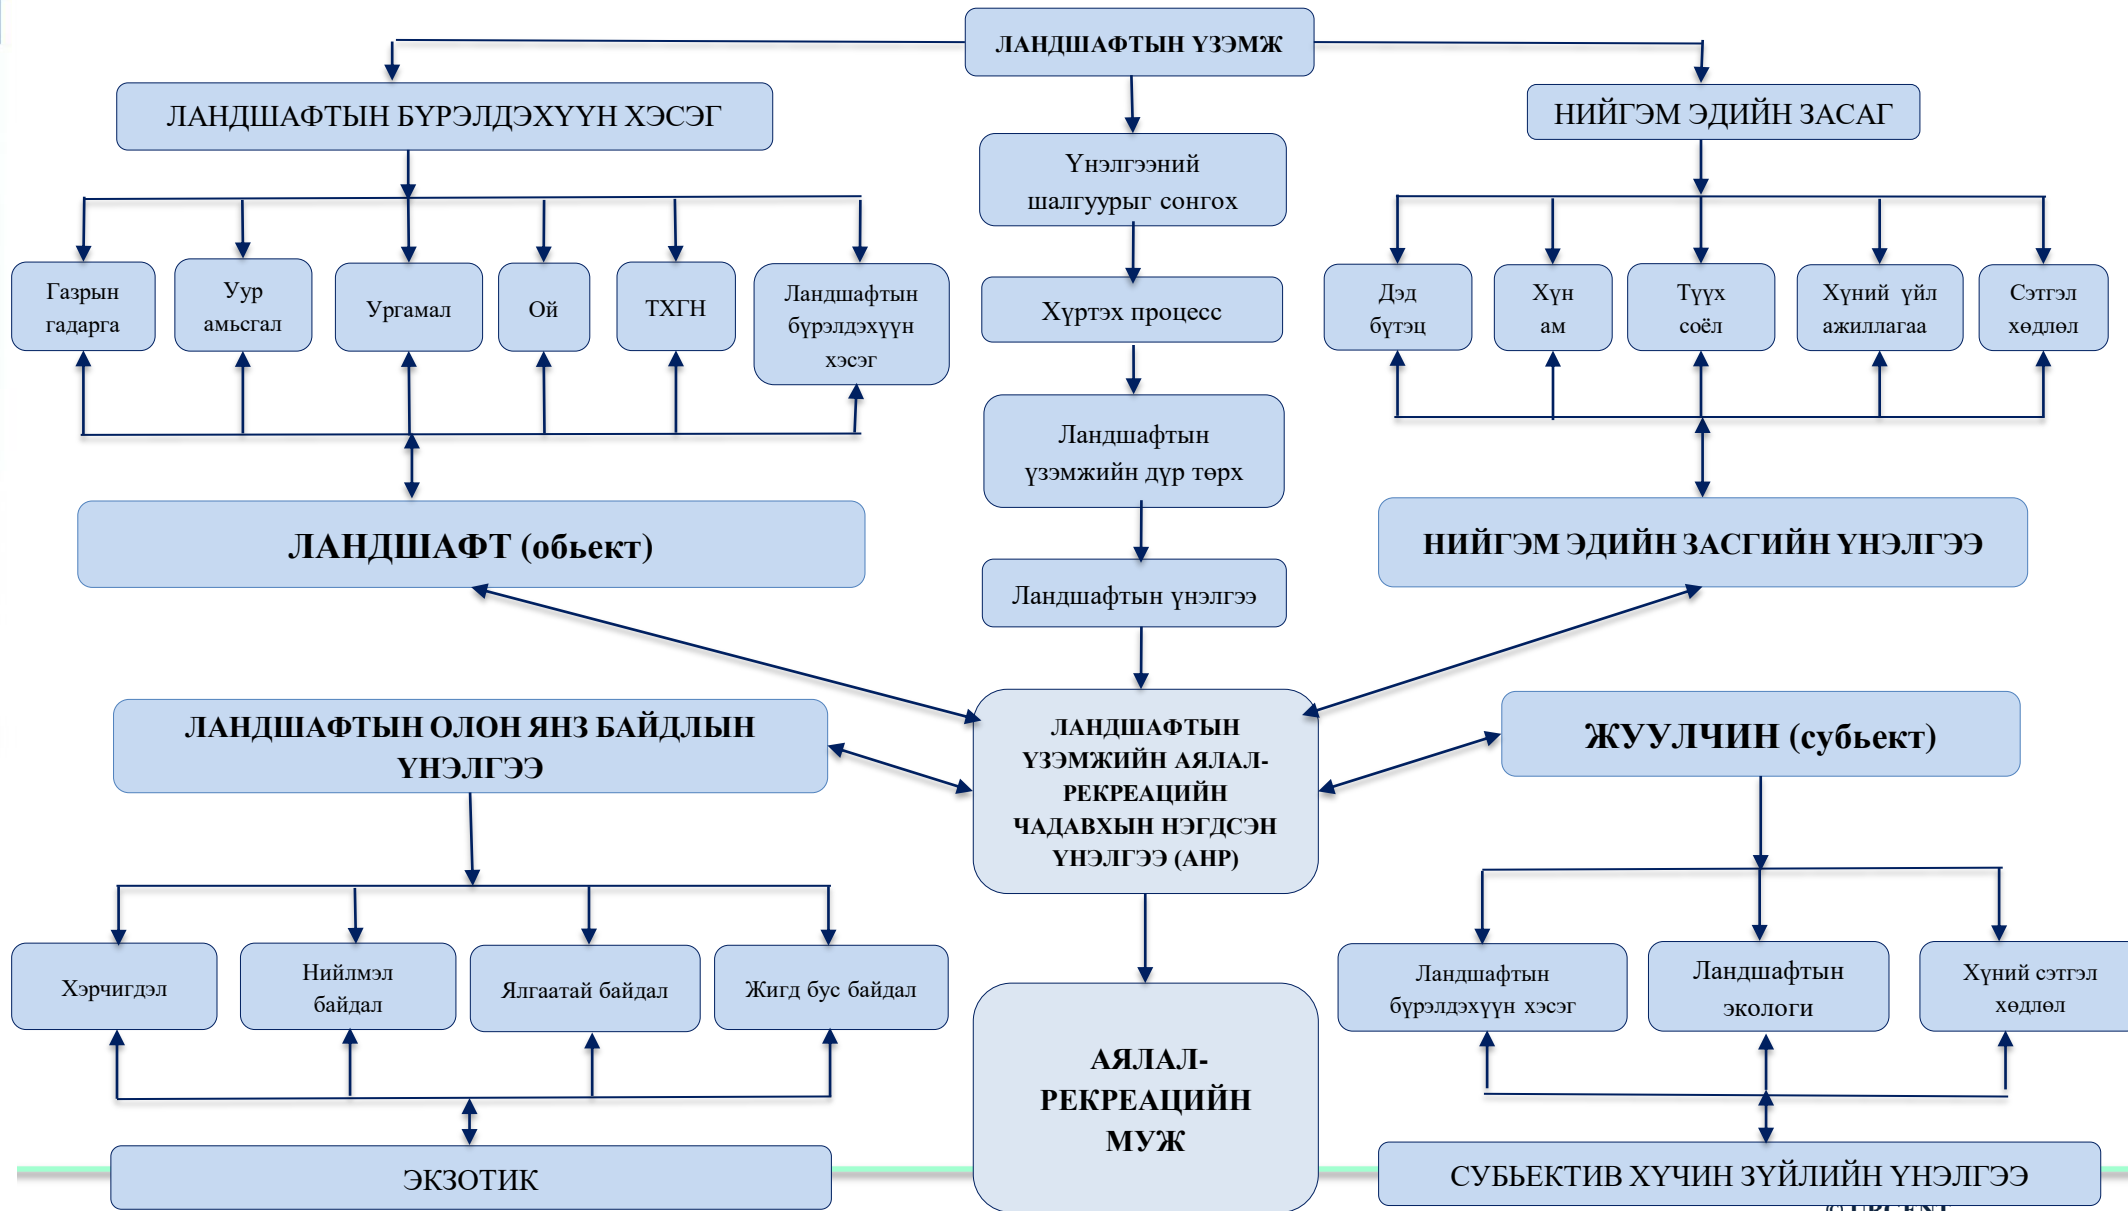 ЛАНДШАФТЫН ҮЗЭМЖ
ЛАНДШАФТЫН БҮРЭЛДЭХҮҮН ХЭСЭГ
НИЙГЭМ ЭДИЙН ЗАСАГ
Үнэлгээний
шалгуурыг сонгох
Газрын
гадарга
Уур
амьсгал
Ургамал
Ой
ТХГН
Ландшафтын
бүрэлдэхүүн
хэсэг
Хүртэх процесс
Дэд
бүтэц
Хүн
ам
Түүх
соёл
Хүний үйл
ажиллагаа
Сэтгэл
хөдлөл
Ландшафтын
үзэмжийн дүр төрх
ЛАНДШАФТ (обьект)
НИЙГЭМ ЭДИЙН ЗАСГИЙН ҮНЭЛГЭЭ
Ландшафтын үнэлгээ
ЛАНДШАФТЫН ОЛОН ЯНЗ БАЙДЛЫН
ҮНЭЛГЭЭ
ЛАНДШАФТЫН
ҮЗЭМЖИЙН АЯЛАЛ-
РЕКРЕАЦИЙН
ЧАДАВХЫН НЭГДСЭН
ҮНЭЛГЭЭ (AHP)
ЖУУЛЧИН (субьект)
Хэрчигдэл
Нийлмэл
байдал
Ялгаатай байдал
Жигд бус байдал
Ландшафтын
бүрэлдэхүүн хэсэг
Ландшафтын
экологи
Хүний сэтгэл
хөдлөл
АЯЛАЛ-
РЕКРЕАЦИЙН
МУЖ
ЭКЗОТИК
СУБЬЕКТИВ ХҮЧИН ЗҮЙЛИЙН ҮНЭЛГЭЭ